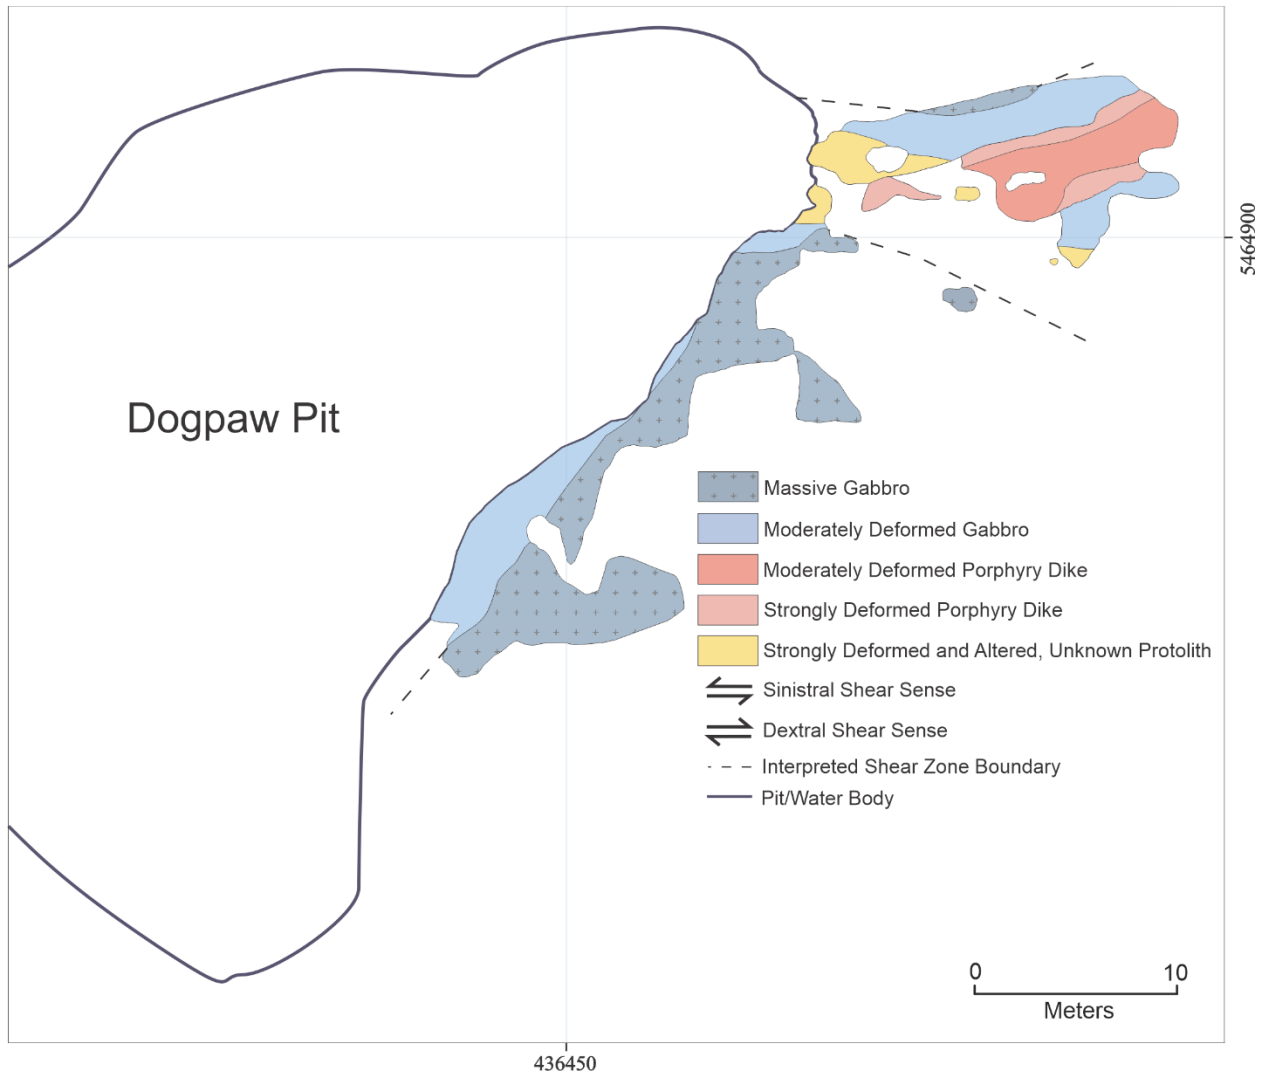 5464900
Dogpaw Pit
Massive Gabbro
Moderately Deformed Gabbro
Moderately Deformed Porphyry Dike
Strongly Deformed Porphyry Dike
Strongly Deformed and Altered, Unknown Protolith
Sinistral Shear Sense
Dextral Shear Sense
Interpreted Shear Zone Boundary
Pit/Water Body
0 10
Meters
436450